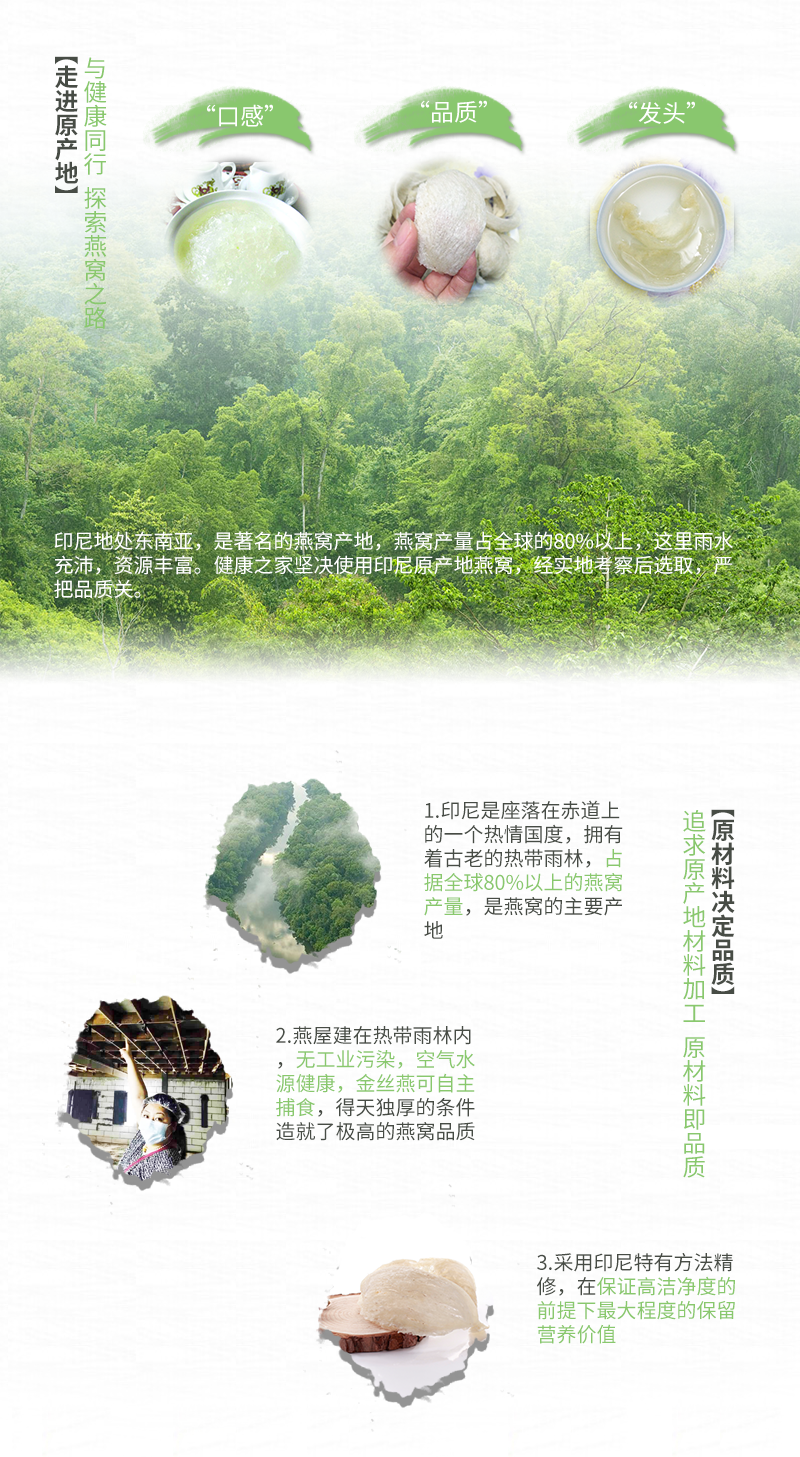 【走进原产地】
与健康同行 探索燕窝之路
“口感”
“品质”
“发头”
印尼地处东南亚，是著名的燕窝产地，燕窝产量占全球的80%以上，这里雨水
充沛，资源丰富。健康之家坚决使用印尼原产地燕窝，经实地考察后选取，严
把品质关。
【原材料决定品质】
追求原产地材料加工 原材料即品质
1.印尼是座落在赤道上
的一个热情国度，拥有
着古老的热带雨林，占
据全球80%以上的燕窝
产量，是燕窝的主要产
地
2.燕屋建在热带雨林内
，无工业污染，空气水
源健康，金丝燕可自主
捕食，得天独厚的条件
造就了极高的燕窝品质
3.采用印尼特有方法精
修，在保证高洁净度的
前提下最大程度的保留
营养价值